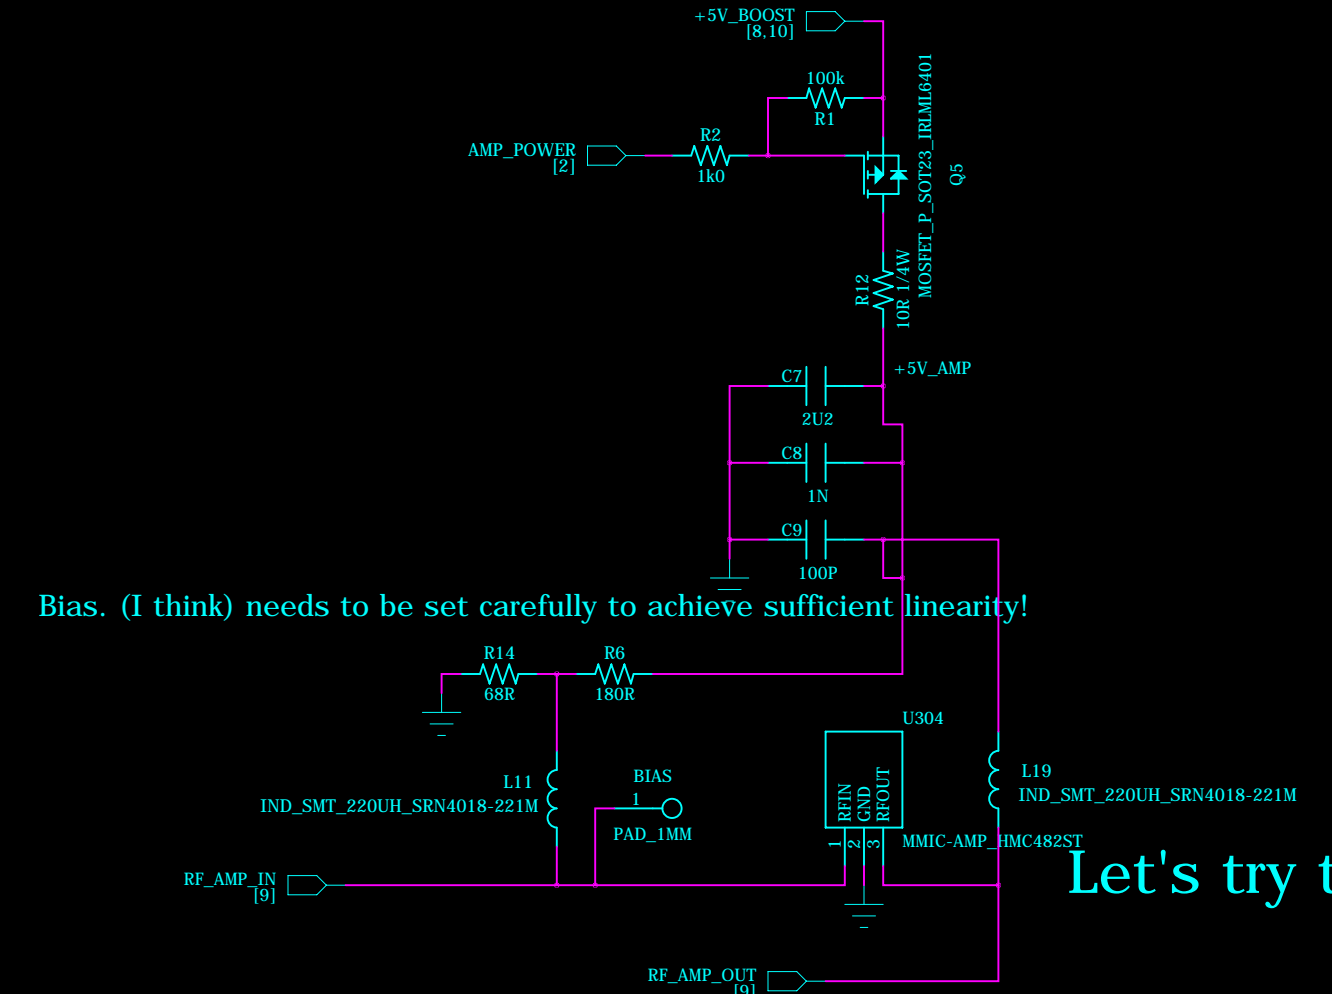 +5V_BOOST
[8,10]
100k
R1
R2
1k0
AMP_POWER
[2]
MOSFET_P_SOT23_IRLML6401
Q5
R12
10R 1/4W
+5V_AMP
C7
2U2
C8
1N
C9
100P
Bias. (I think) needs to be set carefully to achieve sufficient linearity!
R14
68R
R6
180R
U304
RFIN
GND
RFOUT
1
2
3
MMIC-AMP_HMC482ST
L11
IND_SMT_220UH_SRN4018-221M
BIAS
1
PAD_1MM
L19
IND_SMT_220UH_SRN4018-221M
Let's try t
RF_AMP_IN
[9]
RF_AMP_OUT
[9]